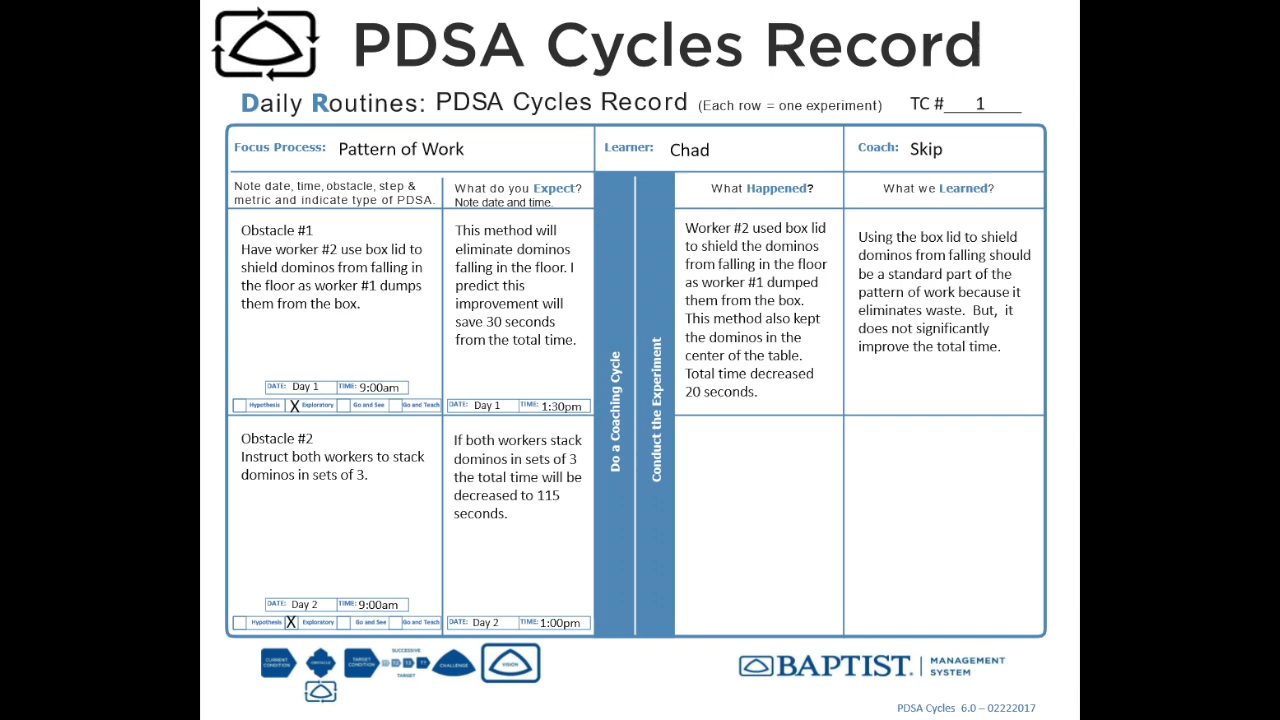 PDSA Cycles Record
Daily Routines: PDSA Cycles Record (Each row = one experiment) TC #___1___
Focus Process: Pattern of Work
Learner: Chad
Coach: Skip
Note date, time, obstacle, step &
metric and indicate type of PDSA.
What do you Expect?
Note date and time.
Do a Coaching Cycle
Conduct the Experiment
What Happened?
What we Learned?
Obstacle #1
Have worker #2 use box lid to
shield dominos from falling in
the floor as worker #1 dumps
them from the box.
DATE: Day 1 TIME: 9:00am
Hypothesis X Exploratory Go and See Go and Teach
This method will
eliminate dominos
falling in the floor. I
predict this
improvement will
save 30 seconds
from the total time.
DATE: Day 1 TIME: 1:30pm
Worker #2 used box lid
to shield the dominos
from falling in the floor
as worker #1 dumped
them from the box.
This method also kept
the dominos in the
center of the table.
Total time decreased
20 seconds.
Using the box lid to shield
dominos from falling should
be a standard part of the
pattern of work because it
eliminates waste. But, it
does not significantly
improve the total time.
Obstacle #2
Instruct both workers to stack
dominos in sets of 3.
DATE: Day 2 TIME: 9:00am
Hypothesis X Exploratory Go and See Go and Teach
If both workers stack
dominos in sets of 3
the total time will be
decreased to 115
seconds.
DATE: Day 2 TIME: 1:00pm
CURRENT
CONDITION
OBSTACLE
TARGET
CONDITION
SUCCESSIVE
TARGET
CHALLENGE
VISION
BAPTIST.
MANAGEMENT
SYSTEM
PDSA Cycles 6.0 – 02222017